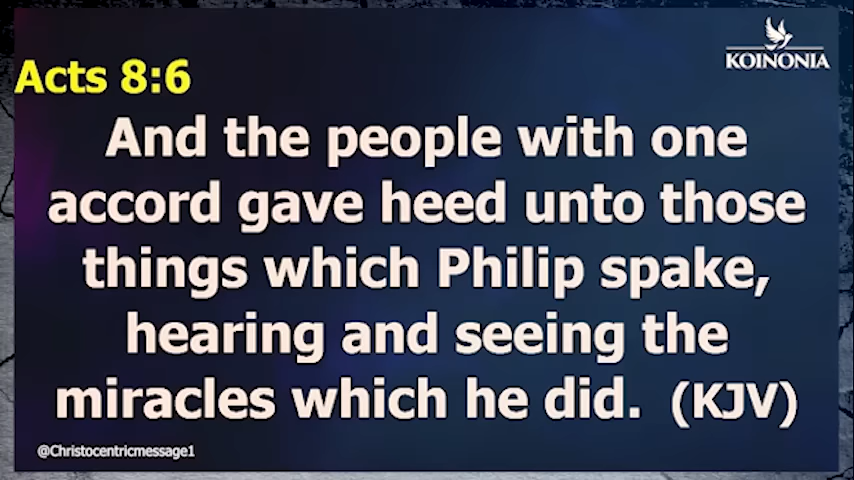 KOINONIA
Acts 8:6
And the people with one
accord gave heed unto those
things which Philip spake,
hearing and seeing the
miracles which he did. (KJV)
@Christocentricmessage1